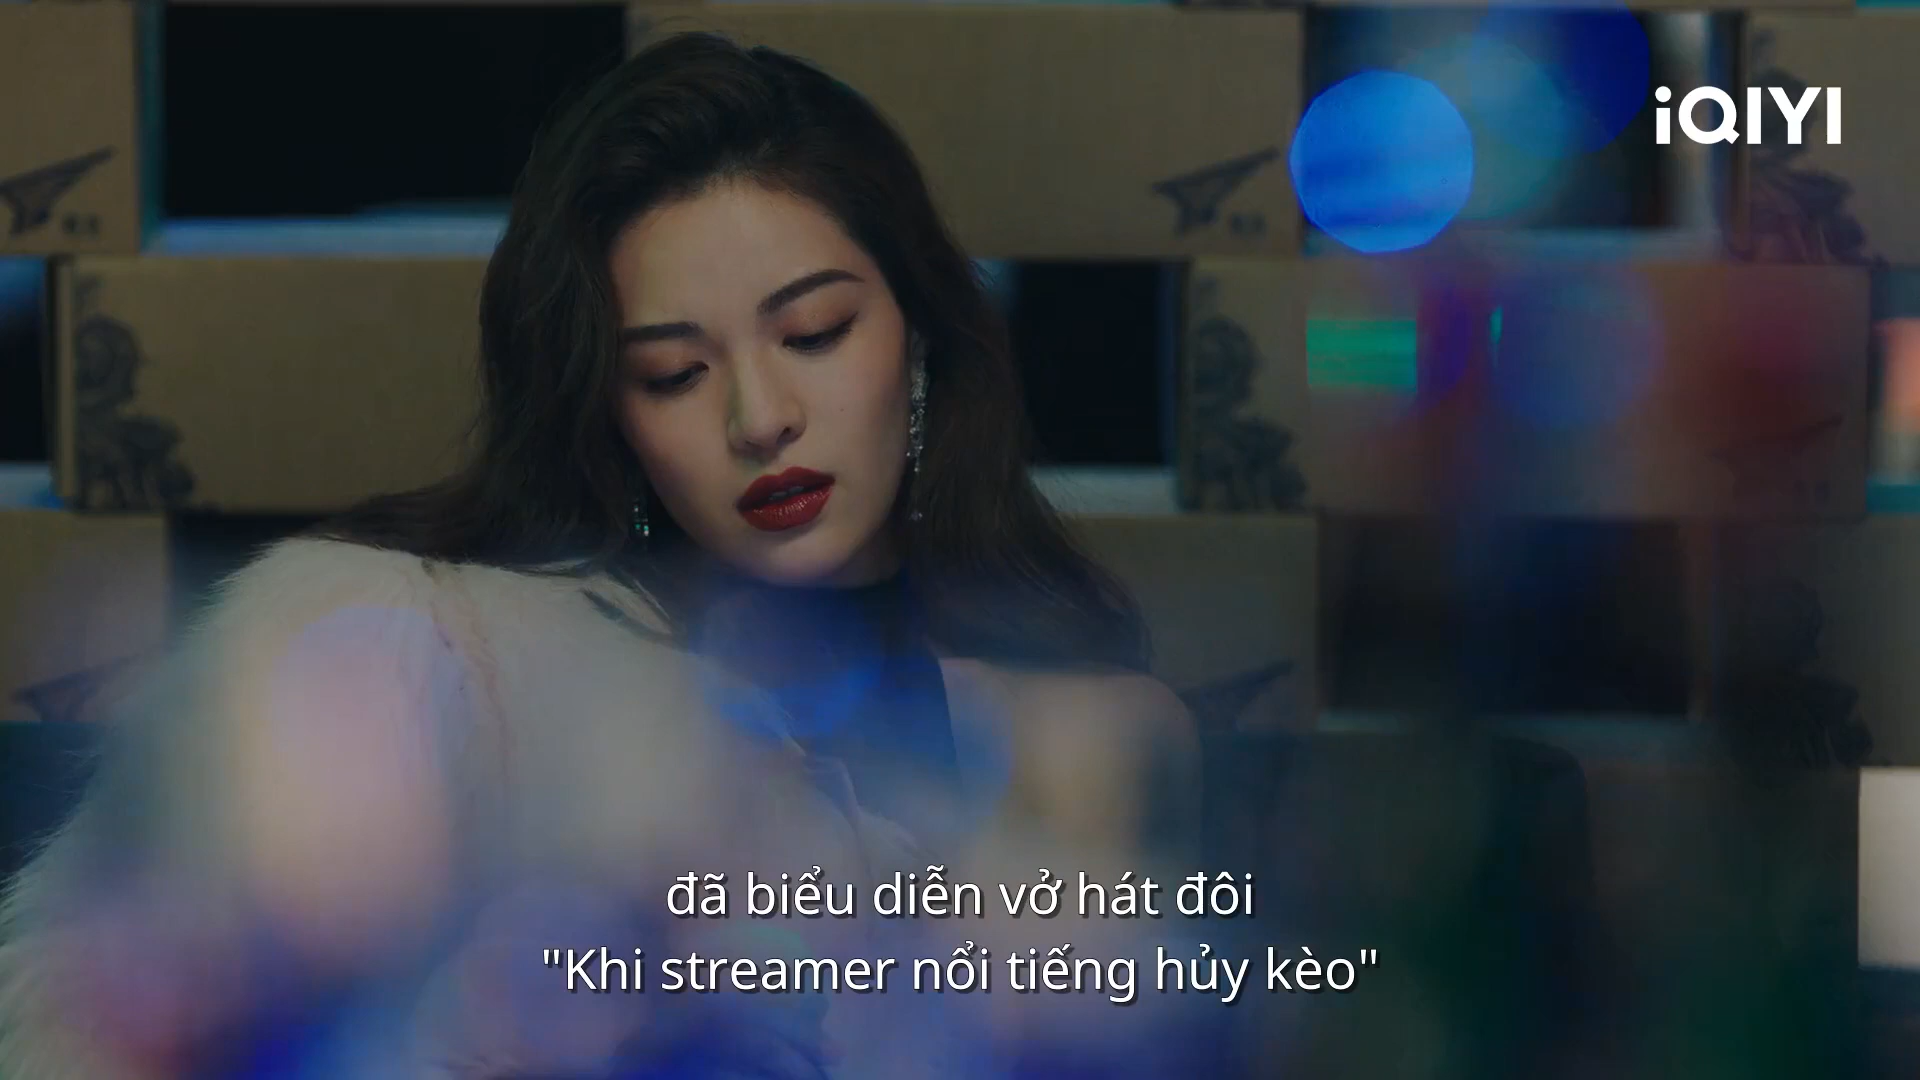 iQIYI
đã biểu diễn vở hát đôi
"Khi streamer nổi tiếng hủy kèo"